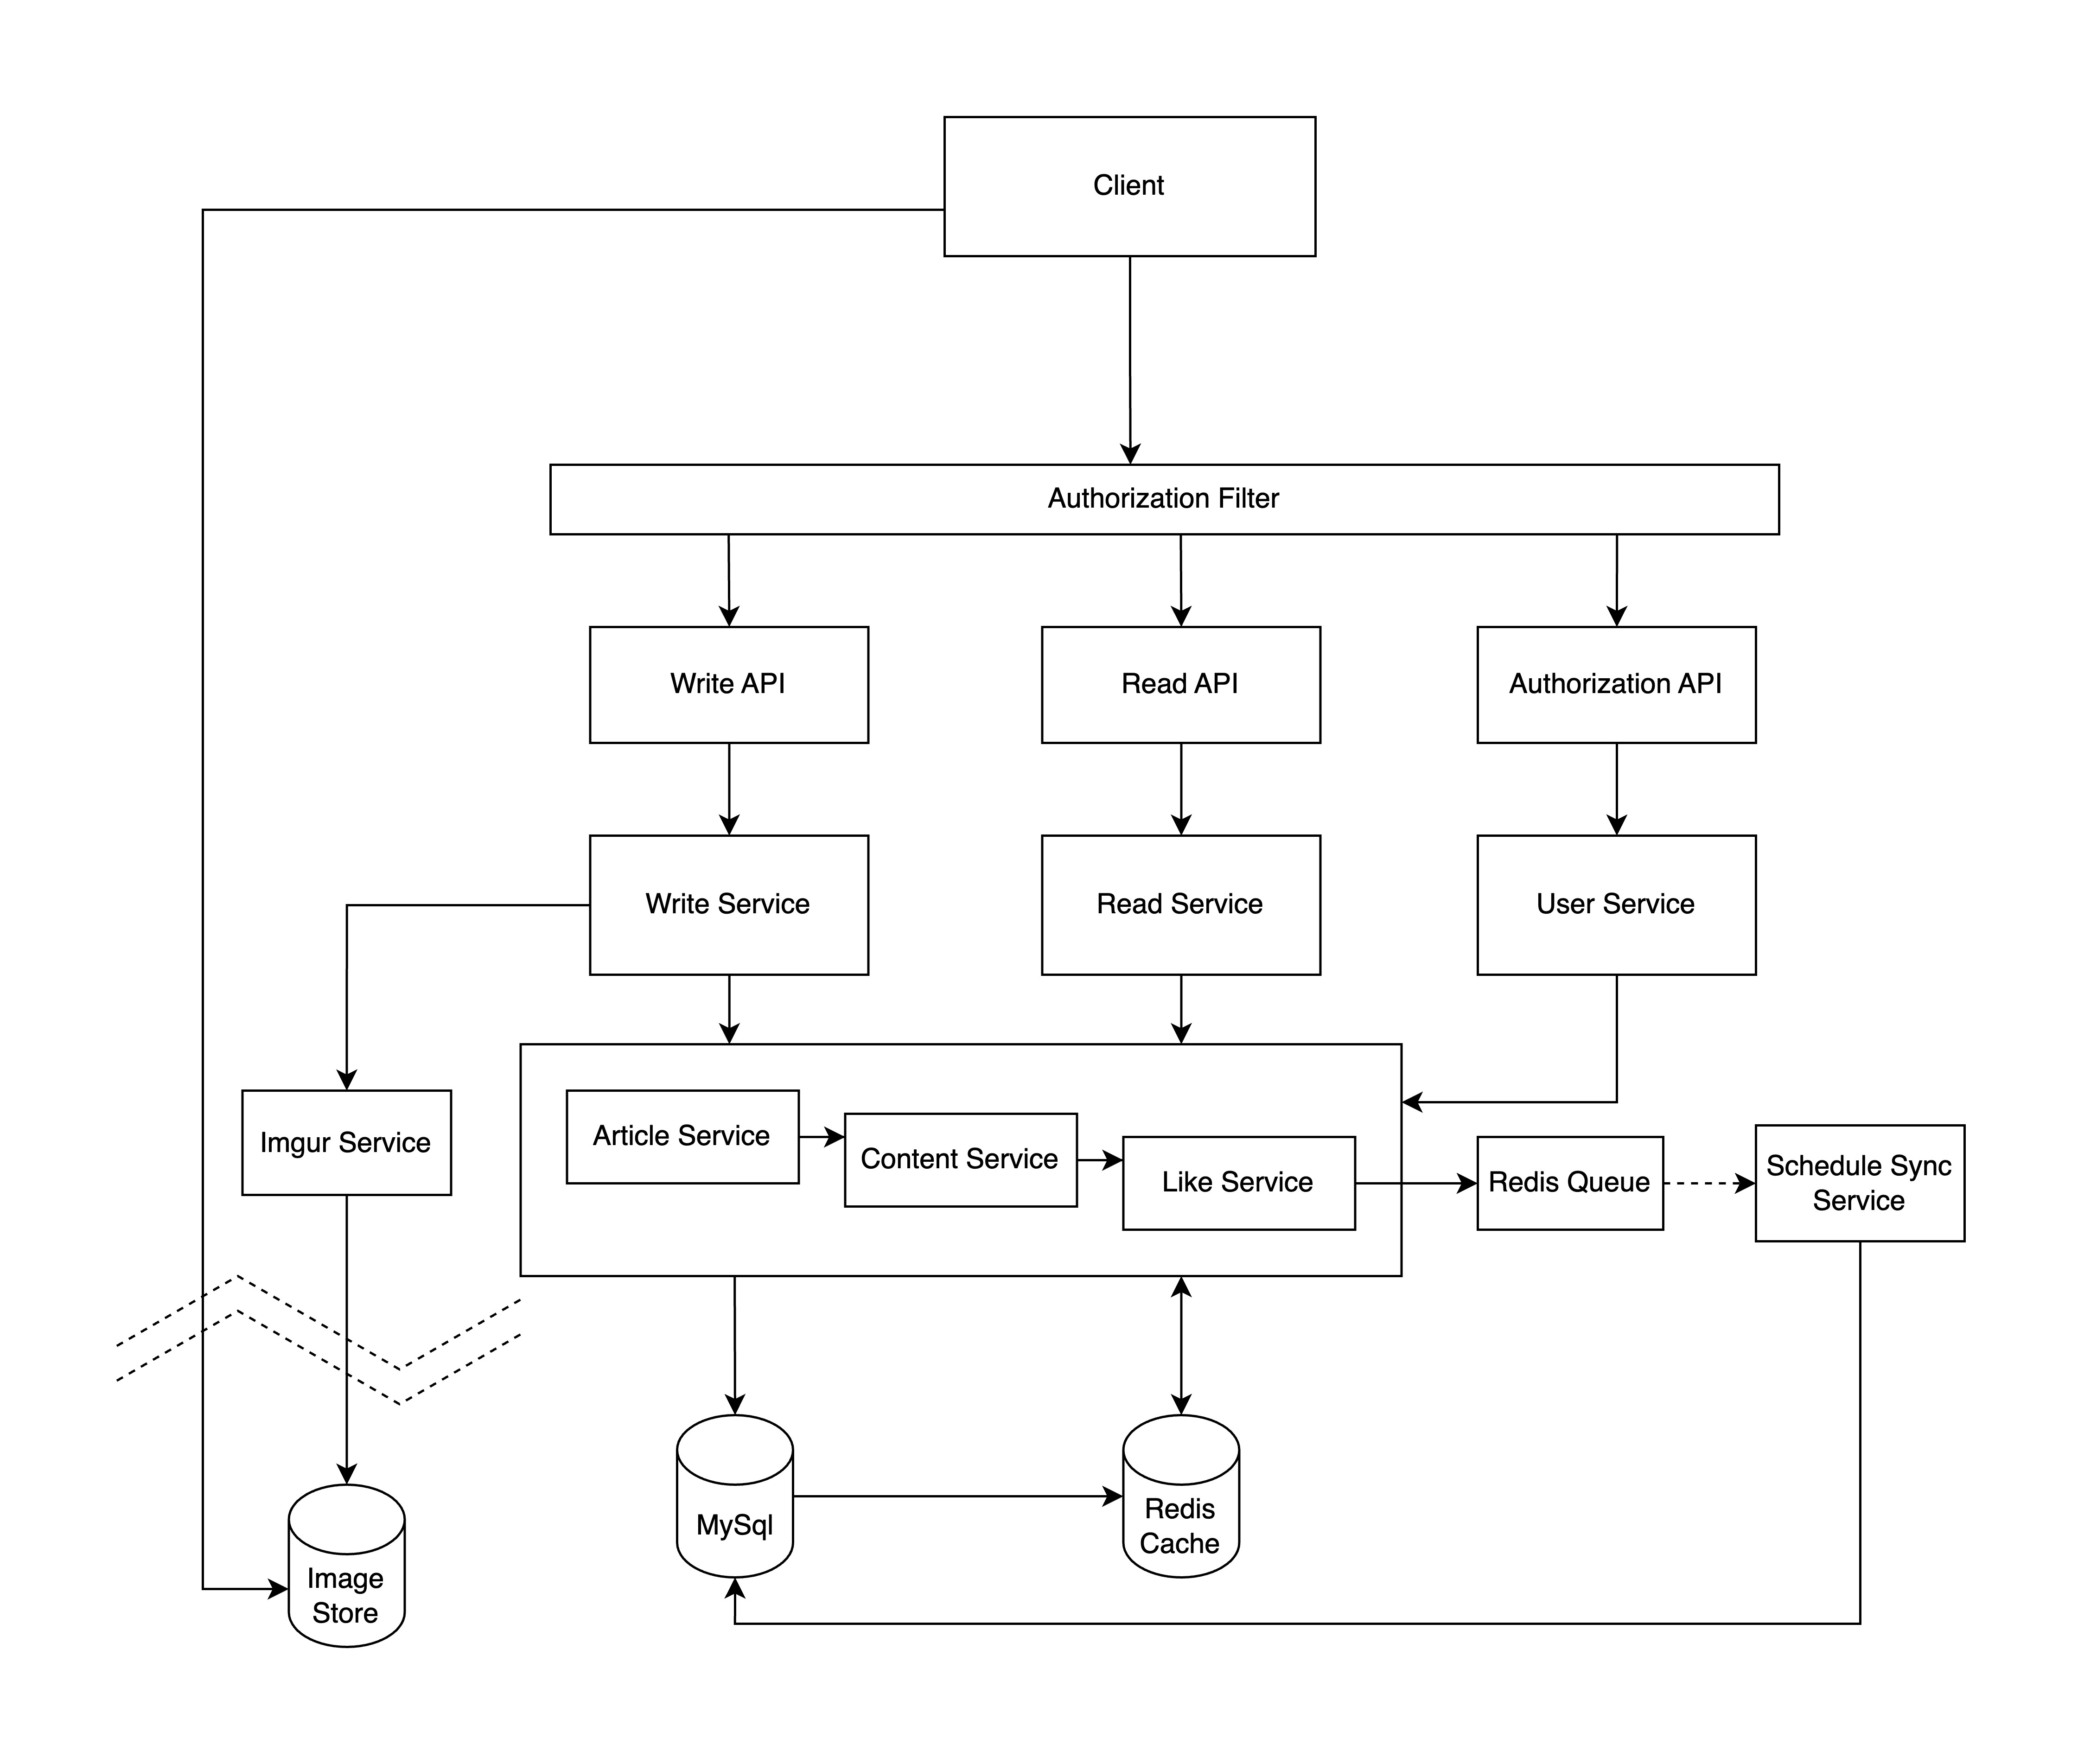 Client
Authorization Filter
Write API
Read API
Authorization API
Write Service
Read Service
User Service
Imgur Service
Article Service
Content Service
Like Service
Redis Queue
Schedule Sync
Service
MySql
Redis
Cache
Image
Store